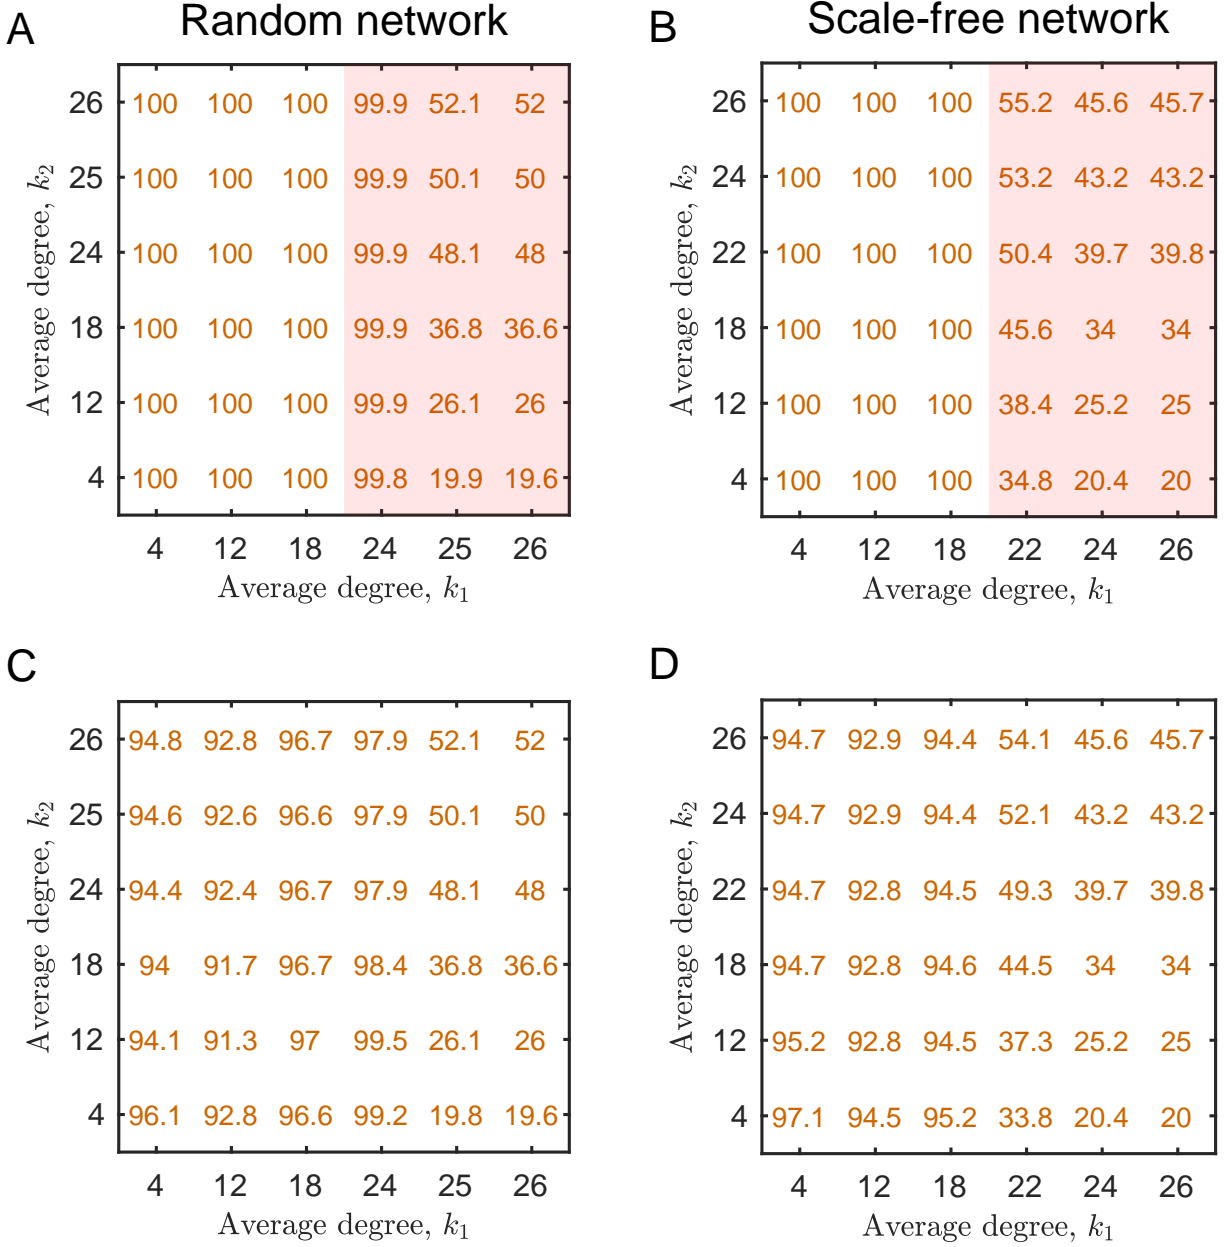 A
Random network
Average degree, k₂
26 100 100 100 99.9 52.1 52
25 100 100 100 99.9 50.1 50
24 100 100 100 99.9 48.1 48
18 100 100 100 99.9 36.8 36.6
12 100 100 100 99.9 26.1 26
4 100 100 100 99.8 19.9 19.6
4 12 18 24 25 26
Average degree, k₁
B
Scale-free network
Average degree, k₂
26 100 100 100 55.2 45.6 45.7
24 100 100 100 53.2 43.2 43.2
22 100 100 100 50.4 39.7 39.8
18 100 100 100 45.6 34 34
12 100 100 100 38.4 25.2 25
4 100 100 100 34.8 20.4 20
4 12 18 22 24 26
Average degree, k₁
C
Average degree, k₂
26 94.8 92.8 96.7 97.9 52.1 52
25 94.6 92.6 96.6 97.9 50.1 50
24 94.4 92.4 96.7 97.9 48.1 48
18 94 91.7 96.7 98.4 36.8 36.6
12 94.1 91.3 97 99.5 26.1 26
4 96.1 92.8 96.6 99.2 19.8 19.6
4 12 18 24 25 26
Average degree, k₁
D
Average degree, k₂
26 94.7 92.9 94.4 54.1 45.6 45.7
24 94.7 92.9 94.4 52.1 43.2 43.2
22 94.7 92.8 94.5 49.3 39.7 39.8
18 94.7 92.8 94.6 44.5 34 34
12 95.2 92.8 94.5 37.3 25.2 25
4 97.1 94.5 95.2 33.8 20.4 20
4 12 18 22 24 26
Average degree, k₁